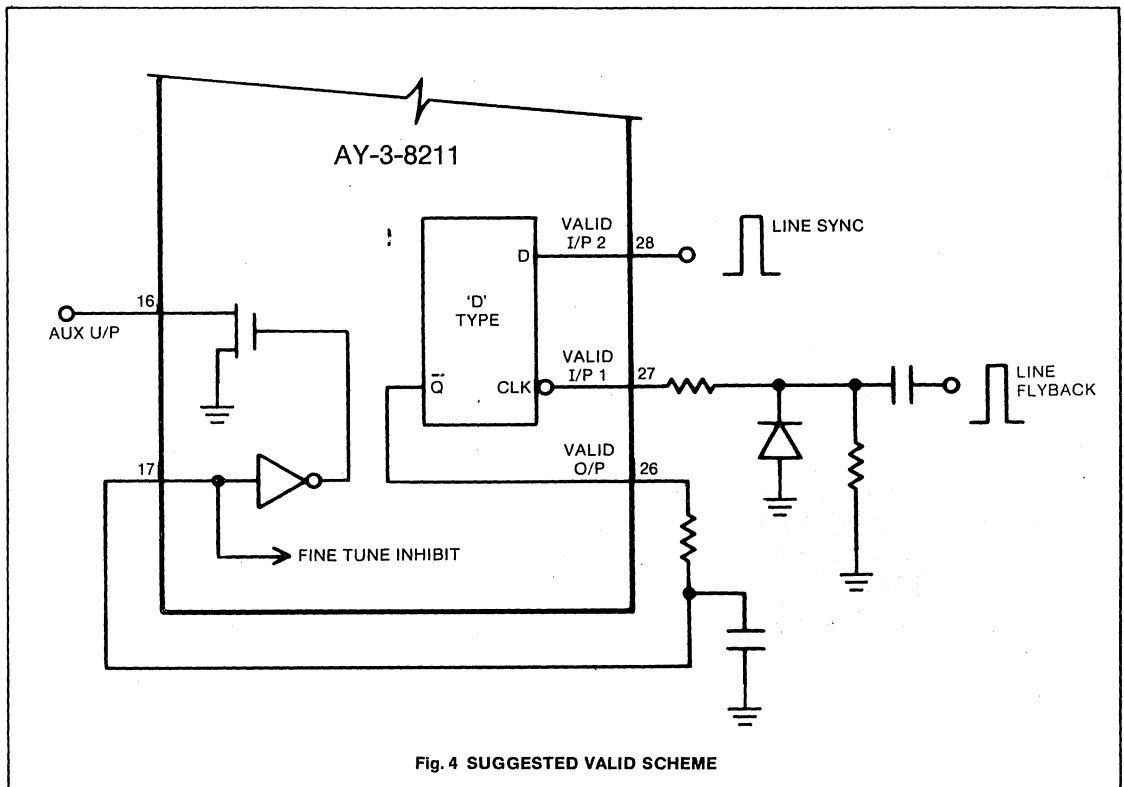 AY-3-8211
VALID
I/P 2
28
LINE SYNC
D
'D'
TYPE
16
AUX U/P
VALID
I/P 1
27
LINE
FLYBACK
Q̅
CLK
VALID
O/P
26
17
FINE TUNE INHIBIT
Fig. 4 SUGGESTED VALID SCHEME